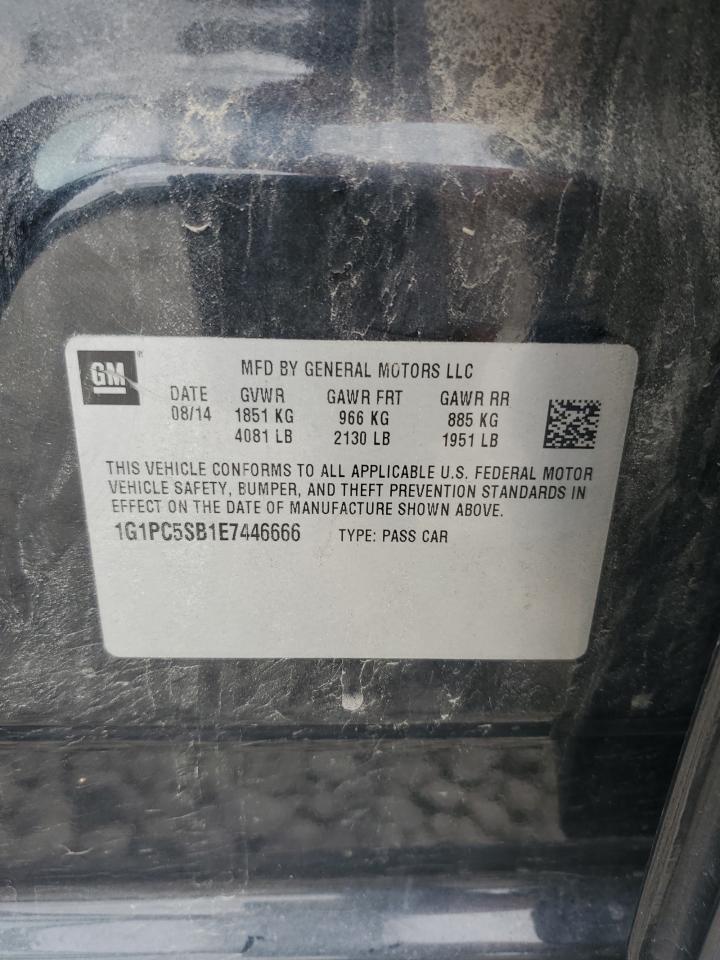 GM ®
MFD BY GENERAL MOTORS LLC
DATE GVWR GAWR FRT GAWR RR
08/14 1851 KG 966 KG 885 KG
4081 LB 2130 LB 1951 LB
THIS VEHICLE CONFORMS TO ALL APPLICABLE U.S. FEDERAL MOTOR
VEHICLE SAFETY, BUMPER, AND THEFT PREVENTION STANDARDS IN
EFFECT ON THE DATE OF MANUFACTURE SHOWN ABOVE.
1G1PC5SB1E7446666 TYPE: PASS CAR